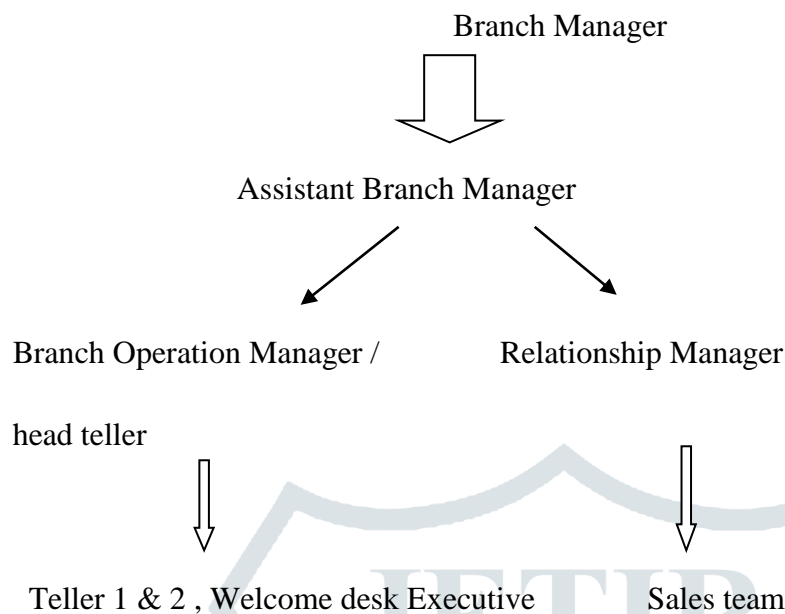 Branch Manager
Assistant Branch Manager
Branch Operation Manager / Relationship Manager
head teller
Teller 1 & 2 , Welcome desk Executive Sales team